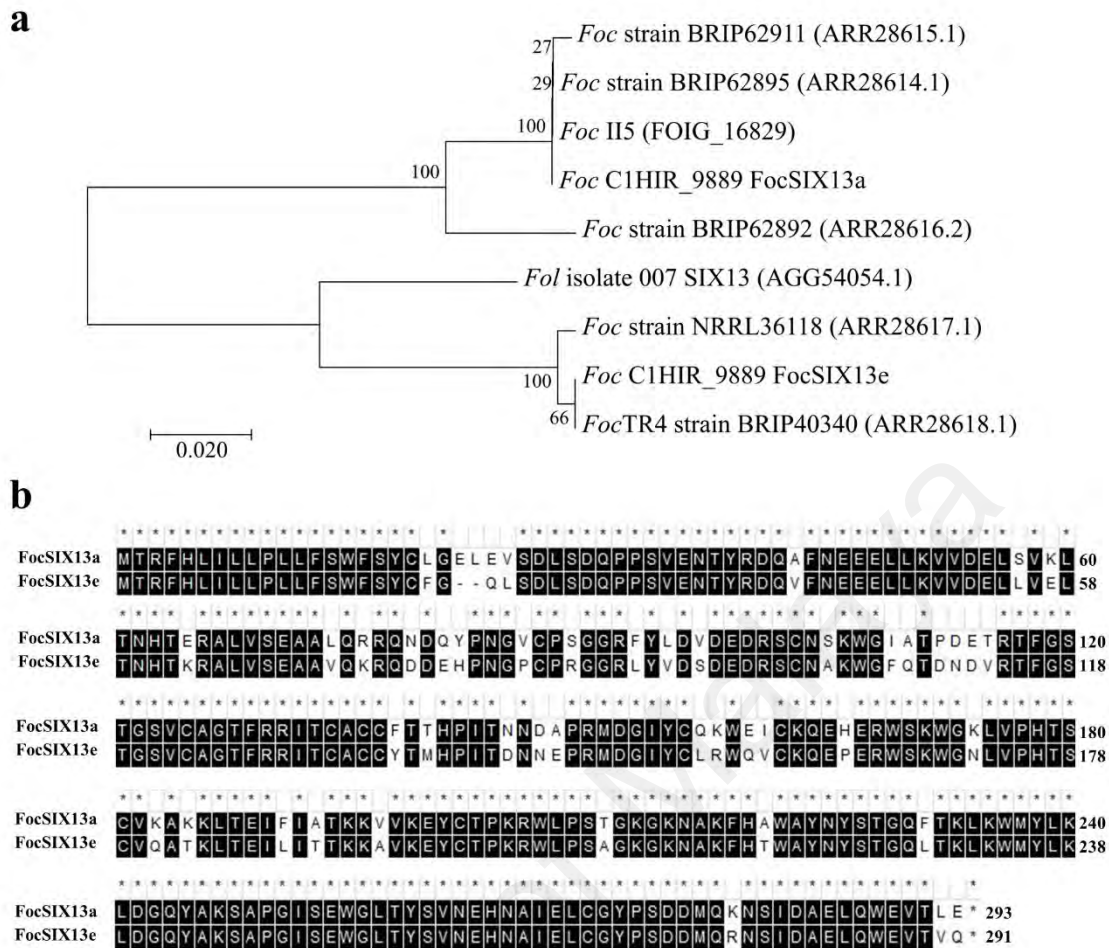 a
Foc strain BRIP62911 (ARR28615.1)
27
Foc strain BRIP62895 (ARR28614.1)
29
Foc II5 (FOIG_16829)
100
Foc C1HIR_9889 FocSIX13a
100
Foc strain BRIP62892 (ARR28616.2)
Fol isolate 007 SIX13 (AGG54054.1)
Foc strain NRRL36118 (ARR28617.1)
Foc C1HIR_9889 FocSIX13e
100
66
FocTR4 strain BRIP40340 (ARR28618.1)
0.020
b
FocSIX13a MTRFHLILLPLLFSWFSYCLGELEVSDLSDQPPSVENTYRDQAFNEEELLKVVDELSVKL 60
FocSIX13e MTRFHLILLPLLFSWFSYCFG--QLSDLSDQPPSVENTYRDQVFNEEELLKVVDELLVEL 58
FocSIX13a TNHTERALVSEAALQRRQNDQYPNGVCPSGGRFYLDVDEDRSCNSKWGIATPDETRTFGS 120
FocSIX13e TNHTKRALVSEAAVQKRQDDEHPNGPCPRGGRLYVDSDEDRSCNAKWGFQTDNDVRTFGS 118
FocSIX13a TGSVCAGTFRRITCACCFTTHPITNNDAPRMDGIYCQKWEICKQEHERWSKWGKLVPHTS 180
FocSIX13e TGSVCAGTFRRITCACCYTMHPITDNNEPRMDGIYCLRWQVCKQEPERWSKWGNLVPHTS 178
FocSIX13a CVKAKKLTEIFIATKKVVKEYCTPKRWLPSTGKGKNAKFHAWAYNYSTGQFTKLKWMYLK 240
FocSIX13e CVQATKLTEILITTKKAVKEYCTPKRWLPSAGKGKNAKFHTWAYNYSTGQLTKLKWMYLK 238
FocSIX13a LDGQYAKSAPGISEWGLTYSVNEHNAIELCGYPSDDMQKNSIDAELQWEVTLE* 293
FocSIX13e LDGQYAKSAPGISEWGLTYSVNEHNAIELCGYPSDDMQRNSIDAELQWEVTVQ* 291